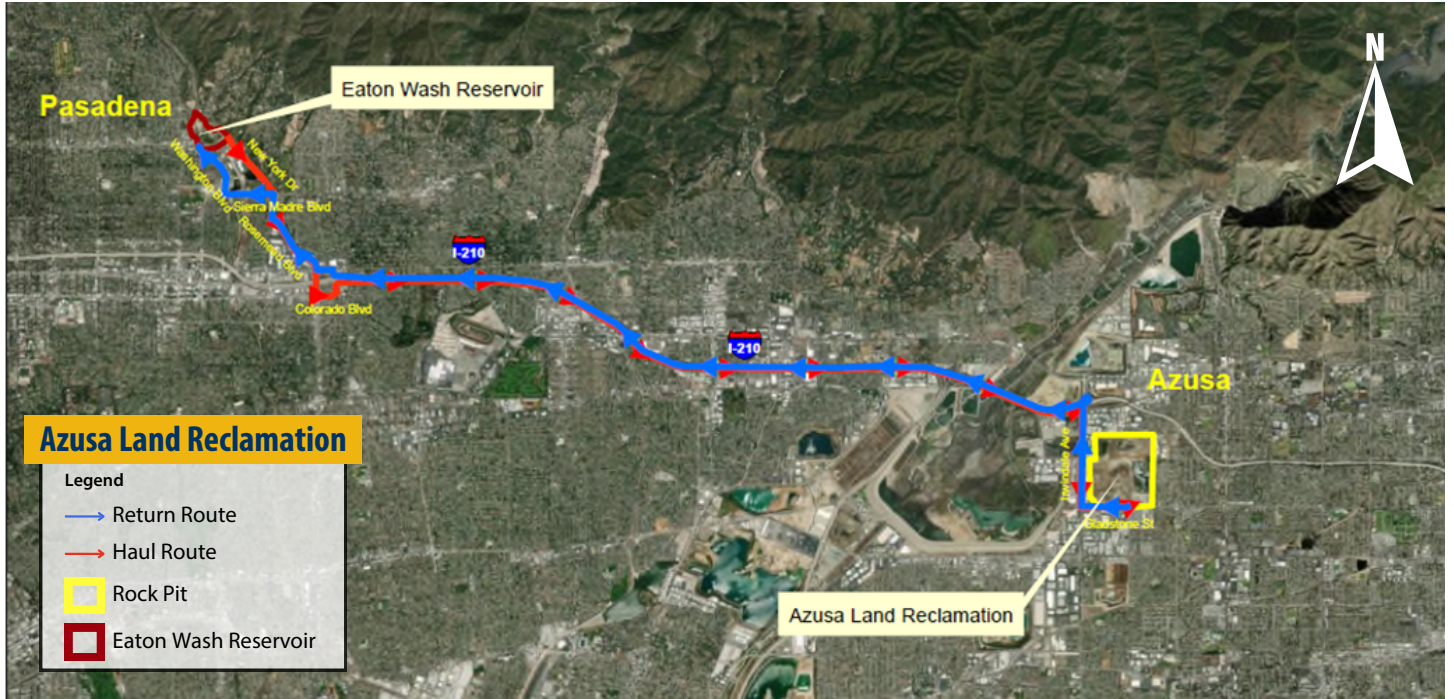 N
Pasadena
Eaton Wash Reservoir
New York Dr
Washington Blvd
Sierra Madre Blvd
Rosemead Blvd
I-210
Colorado Blvd
I-210
Azusa
Irwindale Ave
Gladstone St
Azusa Land Reclamation
Azusa Land Reclamation
Legend
Return Route
Haul Route
Rock Pit
Eaton Wash Reservoir